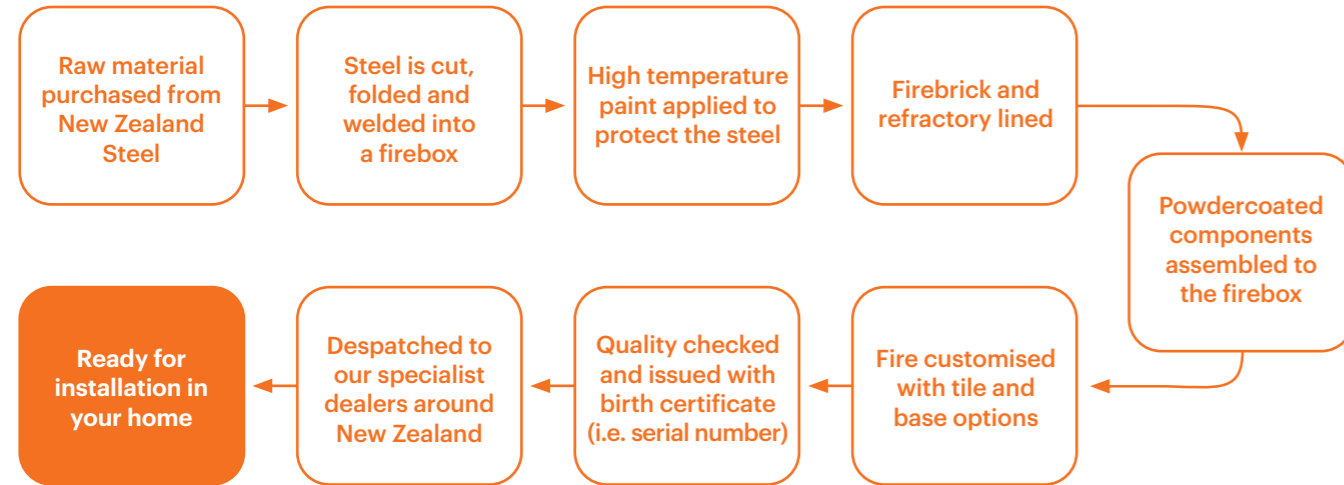 Raw material
purchased from
New Zealand
Steel
Steel is cut,
folded and
welded into
a firebox
High temperature
paint applied to
protect the steel
Firebrick and
refractory lined
Powdercoated
components
assembled to
the firebox
Fire customised
with tile and
base options
Quality checked
and issued with
birth certificate
(i.e. serial number)
Despatched to
our specialist
dealers around
New Zealand
Ready for
installation in
your home